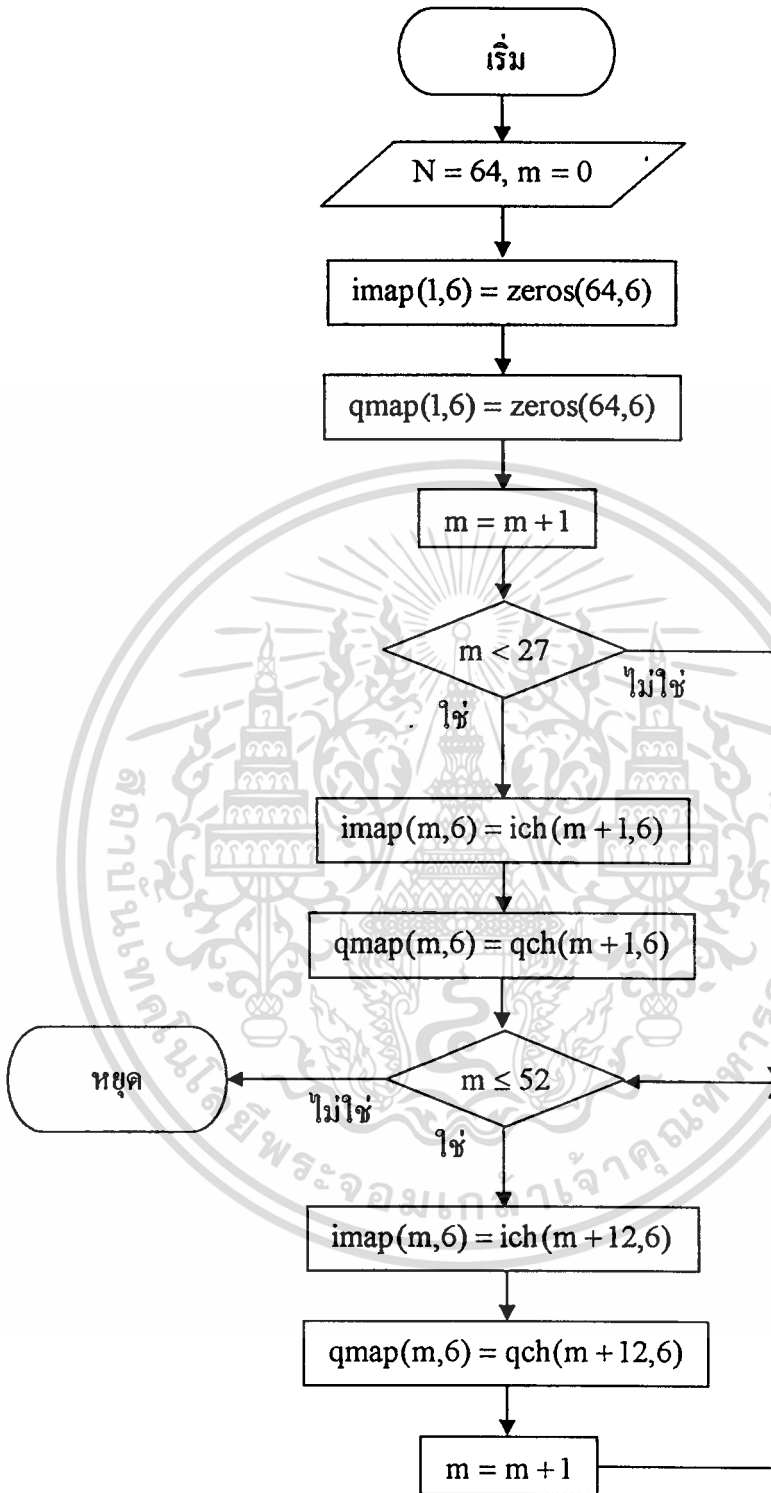 เริ่ม
N = 64, m = 0
imap(1,6) = zeros(64,6)
qmap(1,6) = zeros(64,6)
m = m + 1
m < 27
ไม่ใช่
ใช่
imap(m,6) = ich(m + 1,6)
qmap(m,6) = qch(m + 1,6)
หยุด
m ≤ 52
ไม่ใช่
ใช่
imap(m,6) = ich(m + 12,6)
qmap(m,6) = qch(m + 12,6)
m = m + 1